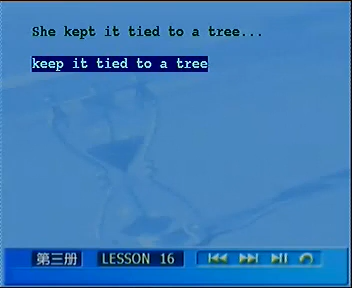 She kept it tied to a tree...
keep it tied to a tree
第三册 LESSON 16